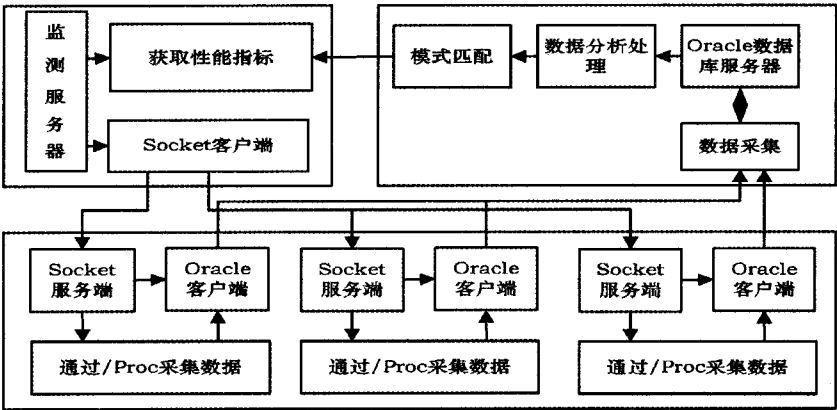 监
测
服
务
器
获取性能指标
Socket客户端
模式匹配
数据分析处
理
Oracle数据
库服务器
数据采集
Socket
服务端
Oracle
客户端
通过/Proc采集数据
Socket
服务端
Oracle
客户端
通过/Proc采集数据
Socket
服务端
Oracle
客户端
通过/Proc采集数据